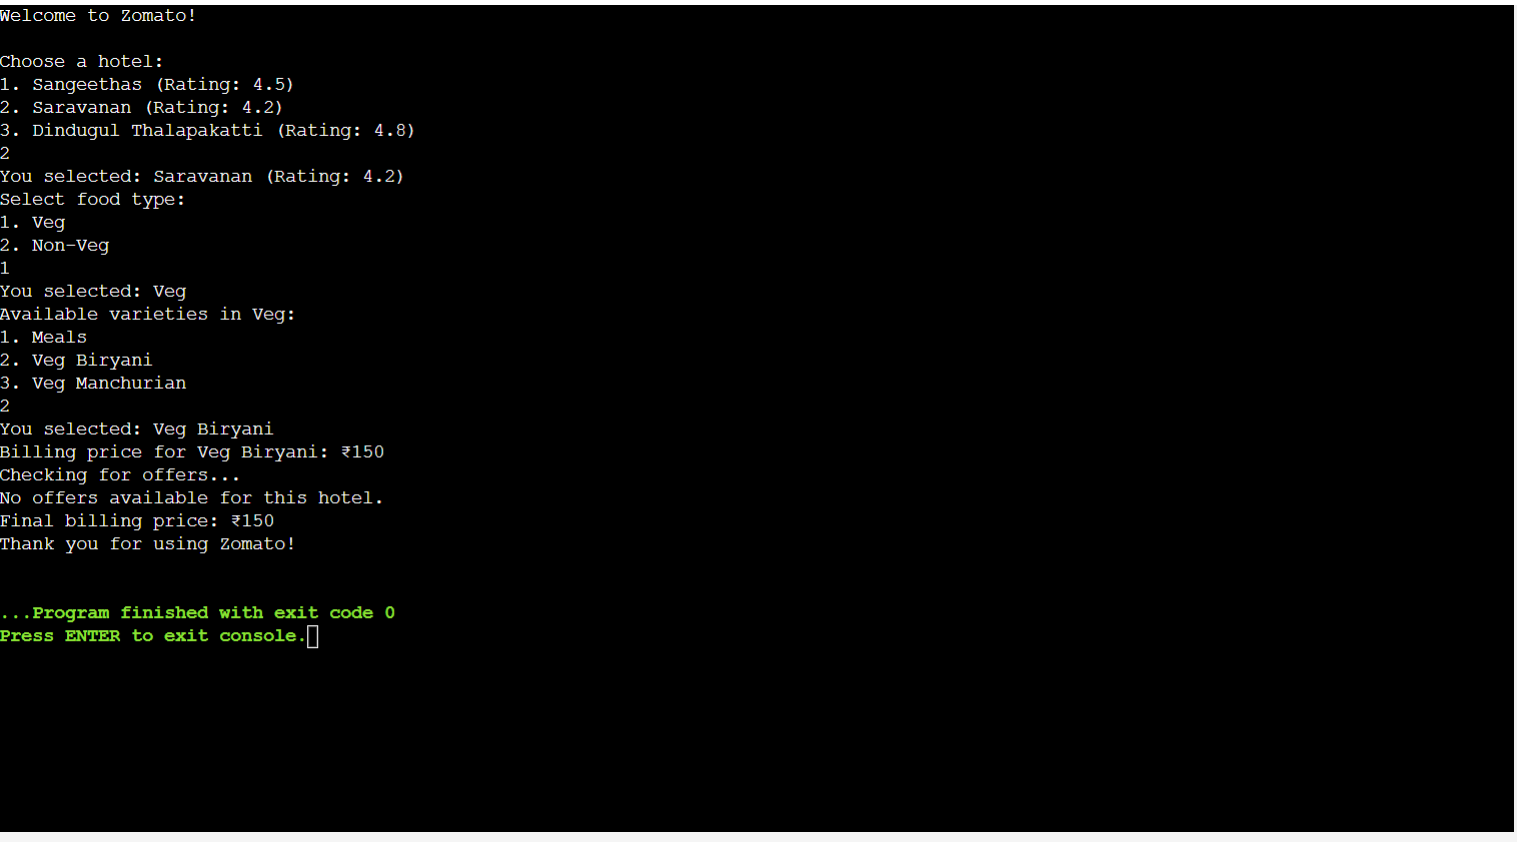 Welcome to Zomato!
Choose a hotel:
1. Sangeethas (Rating: 4.5)
2. Saravanan (Rating: 4.2)
3. Dindugul Thalapakatti (Rating: 4.8)
2
You selected: Saravanan (Rating: 4.2)
Select food type:
1. Veg
2. Non-Veg
1
You selected: Veg
Available varieties in Veg:
1. Meals
2. Veg Biryani
3. Veg Manchurian
2
You selected: Veg Biryani
Billing price for Veg Biryani: ₹150
Checking for offers...
No offers available for this hotel.
Final billing price: ₹150
Thank you for using Zomato!
...Program finished with exit code 0
Press ENTER to exit console.